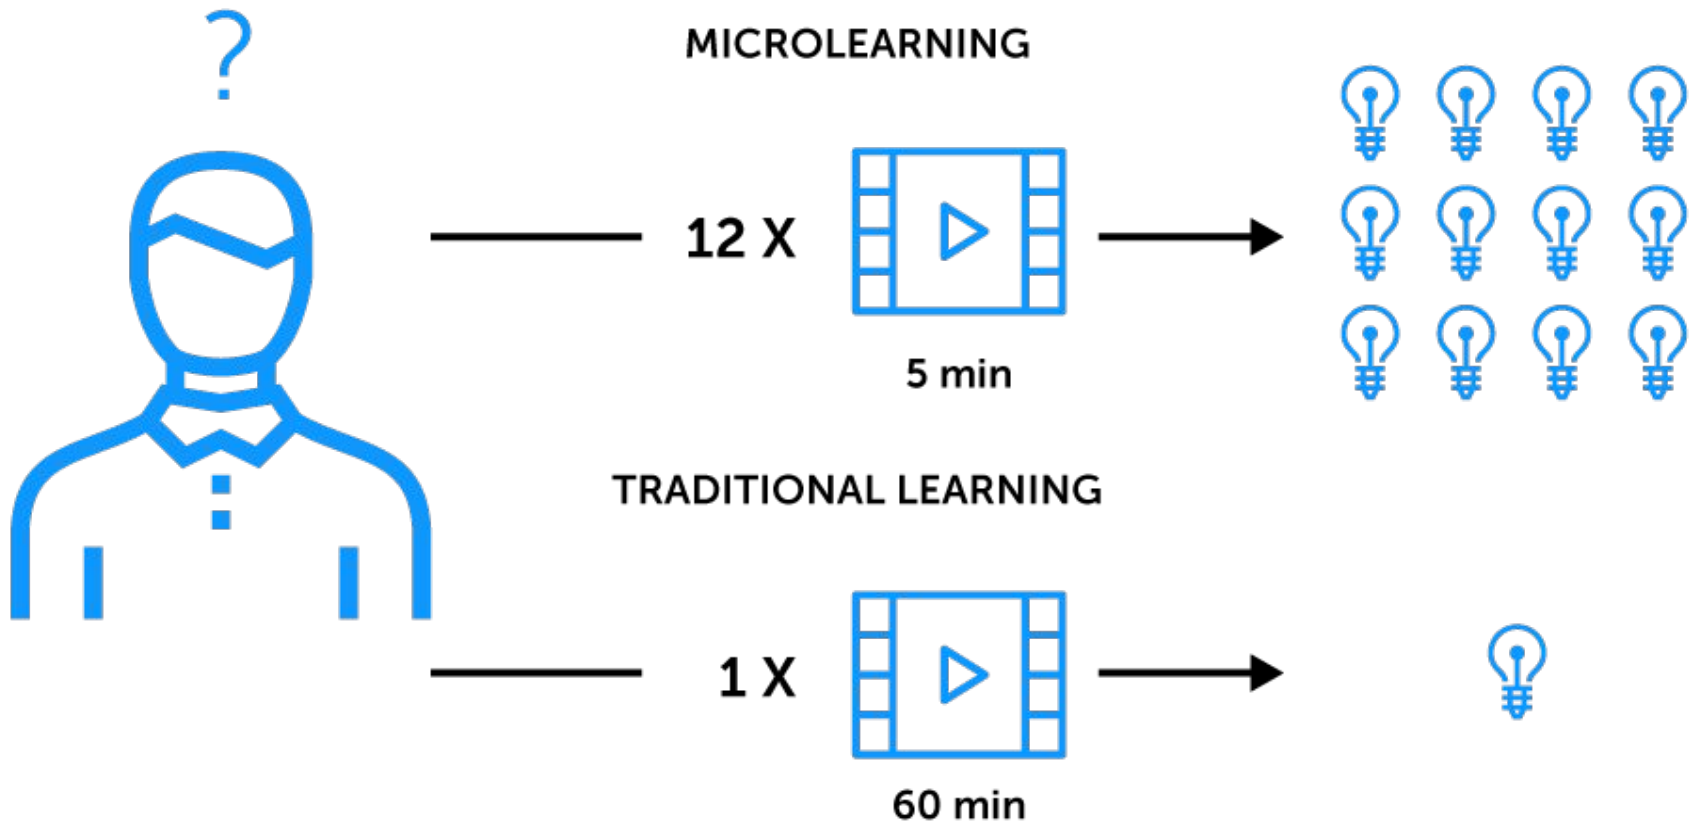 ?
MICROLEARNING
12 X
5 min
TRADITIONAL LEARNING
1 X
60 min